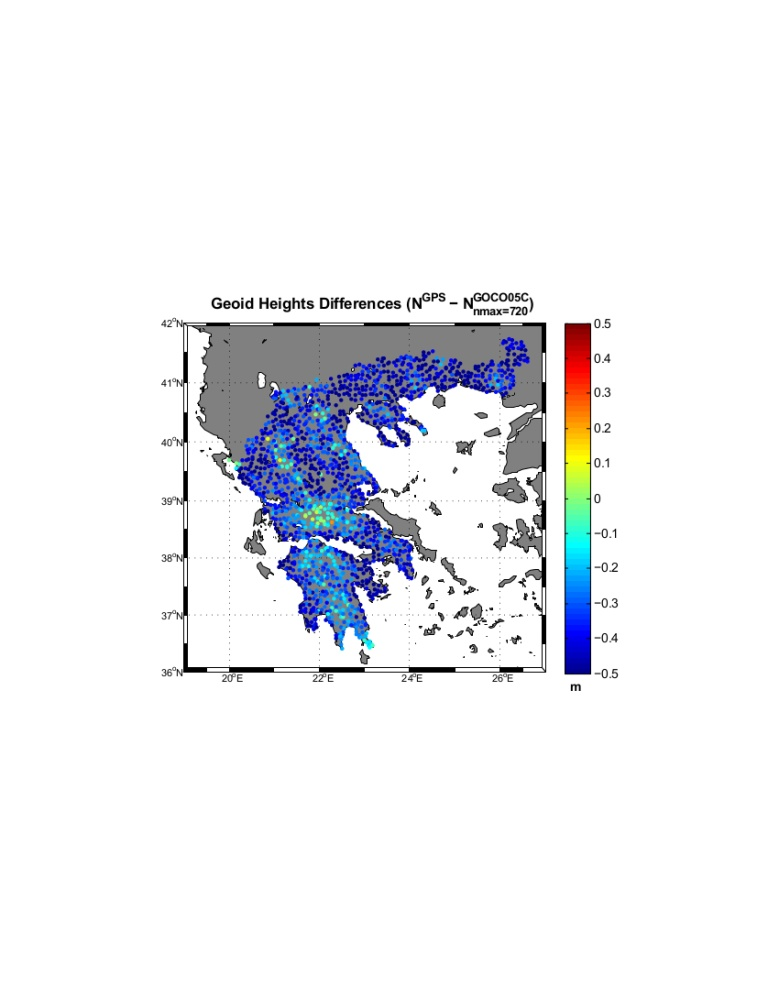 Geoid Heights Differences (N^GPS − N^GOCO05C_nmax=720)
42°N
41°N
40°N
39°N
38°N
37°N
36°N
20°E
22°E
24°E
26°E
0.5
0.4
0.3
0.2
0.1
0
−0.1
−0.2
−0.3
−0.4
−0.5
m